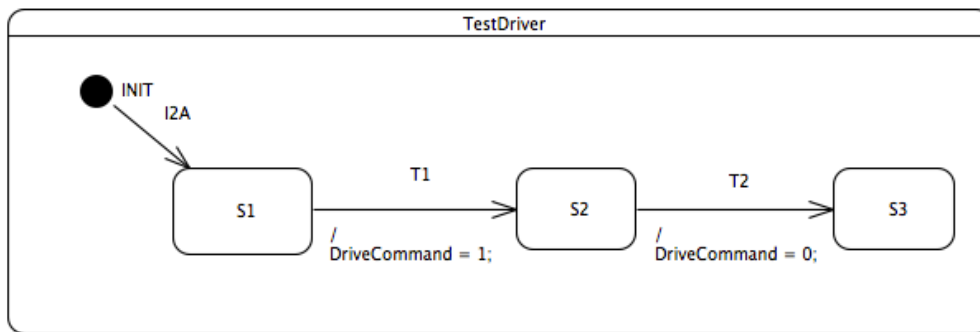 TestDriver
INIT
I2A
T1
T2
S1
S2
S3
/
DriveCommand = 1;
/
DriveCommand = 0;